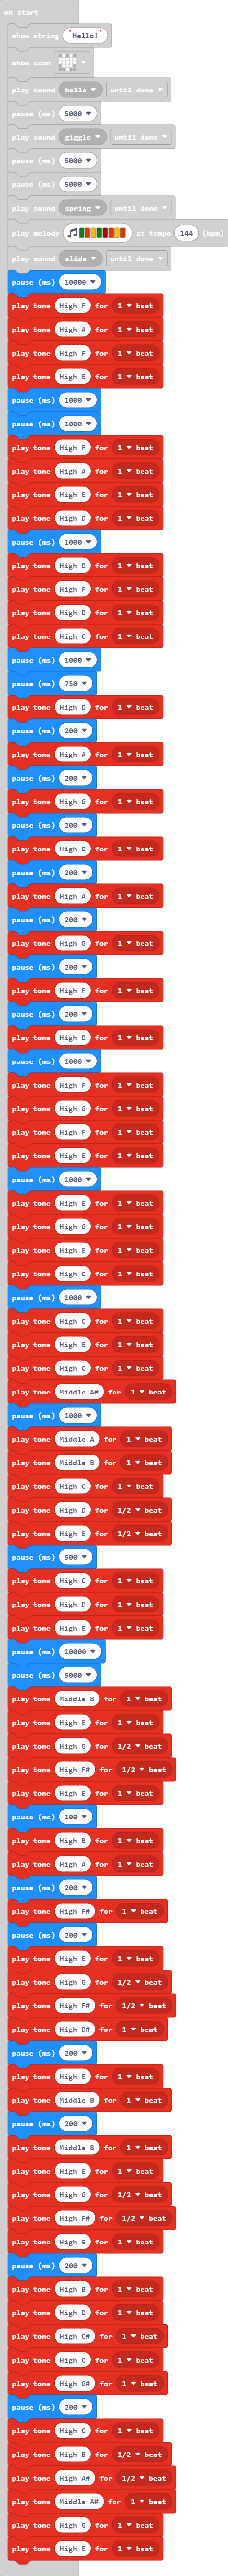 on start
show string "Hello!"
show icon
play sound hello until done
pause (ms) 5000
play sound giggle until done
pause (ms) 5000
pause (ms) 5000
play sound spring until done
play melody at tempo 144 (bpm)
play sound slide until done
pause (ms) 10000
play tone High F for 1 beat
play tone High A for 1 beat
play tone High F for 1 beat
play tone High E for 1 beat
pause (ms) 1000
pause (ms) 1000
play tone High F for 1 beat
play tone High A for 1 beat
play tone High E for 1 beat
play tone High D for 1 beat
pause (ms) 1000
play tone High D for 1 beat
play tone High F for 1 beat
play tone High D for 1 beat
play tone High C for 1 beat
pause (ms) 1000
pause (ms) 750
play tone High D for 1 beat
pause (ms) 200
play tone High A for 1 beat
pause (ms) 200
play tone High G for 1 beat
pause (ms) 200
play tone High D for 1 beat
pause (ms) 200
play tone High A for 1 beat
pause (ms) 200
play tone High G for 1 beat
pause (ms) 200
play tone High F for 1 beat
pause (ms) 200
play tone High D for 1 beat
pause (ms) 1000
play tone High F for 1 beat
play tone High G for 1 beat
play tone High F for 1 beat
play tone High E for 1 beat
pause (ms) 1000
play tone High E for 1 beat
play tone High G for 1 beat
play tone High E for 1 beat
play tone High C for 1 beat
pause (ms) 1000
play tone High C for 1 beat
play tone High E for 1 beat
play tone High C for 1 beat
play tone Middle A# for 1 beat
pause (ms) 1000
play tone Middle A for 1 beat
play tone Middle B for 1 beat
play tone High C for 1 beat
play tone High D for 1/2 beat
play tone High E for 1/2 beat
pause (ms) 500
play tone High C for 1 beat
play tone High D for 1 beat
play tone High E for 1 beat
pause (ms) 10000
pause (ms) 5000
play tone Middle B for 1 beat
play tone High E for 1 beat
play tone High G for 1/2 beat
play tone High F# for 1/2 beat
play tone High E for 1 beat
pause (ms) 100
play tone High B for 1 beat
play tone High A for 1 beat
pause (ms) 200
play tone High F# for 1 beat
pause (ms) 200
play tone High E for 1 beat
play tone High G for 1/2 beat
play tone High F# for 1/2 beat
play tone High D# for 1 beat
pause (ms) 200
play tone High E for 1 beat
play tone Middle B for 1 beat
pause (ms) 200
play tone Middle B for 1 beat
play tone High E for 1 beat
play tone High G for 1/2 beat
play tone High F# for 1/2 beat
play tone High E for 1 beat
pause (ms) 200
play tone High B for 1 beat
play tone High D for 1 beat
play tone High C# for 1 beat
play tone High C for 1 beat
play tone High G# for 1 beat
pause (ms) 200
play tone High C for 1 beat
play tone High B for 1/2 beat
play tone High A# for 1/2 beat
play tone Middle A# for 1 beat
play tone High G for 1 beat
play tone High E for 1 beat